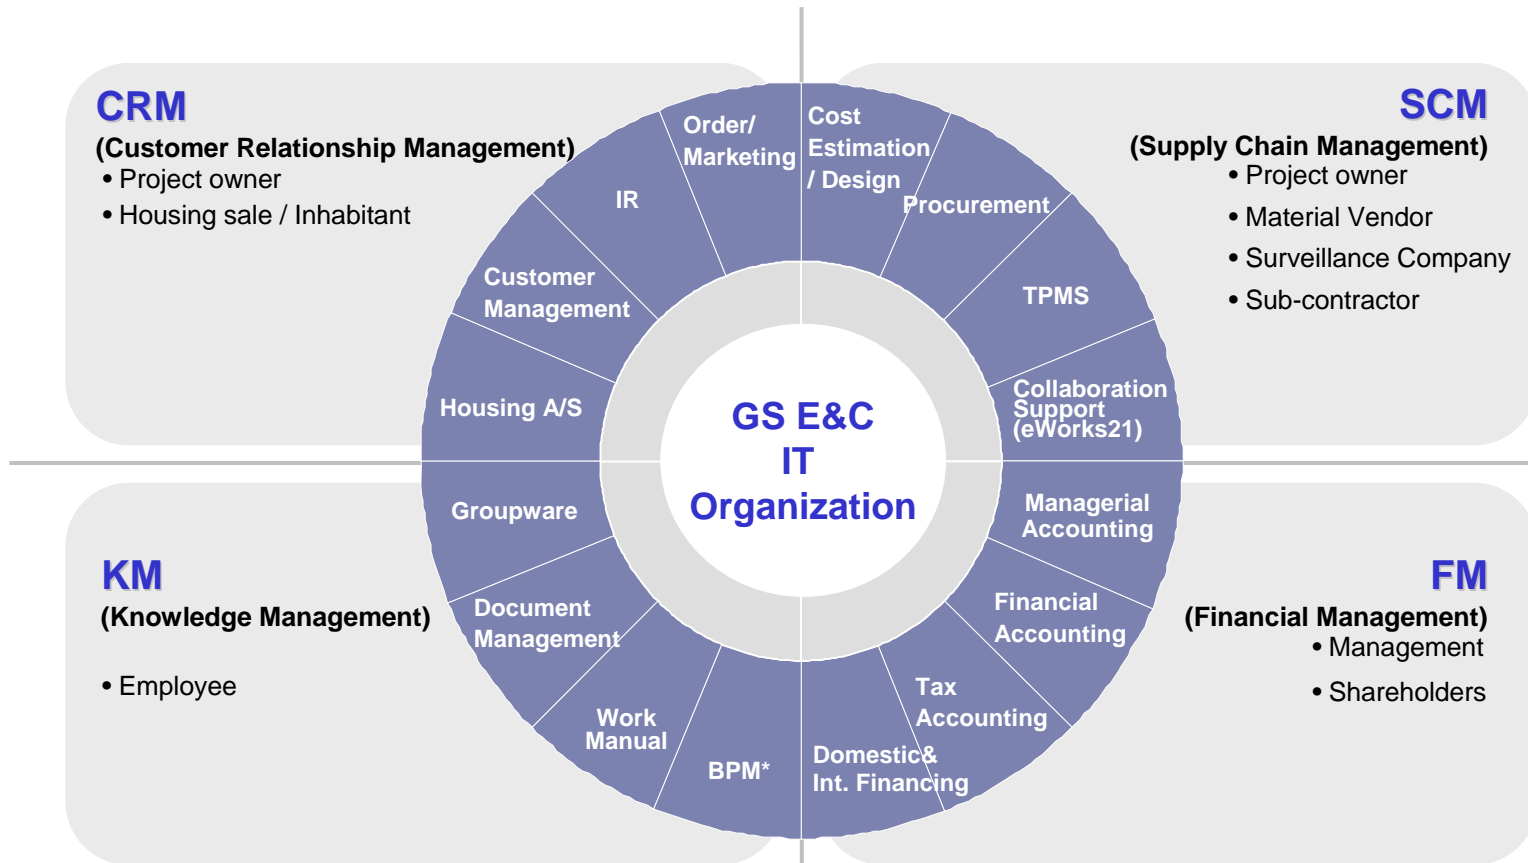 CRM
(Customer Relationship Management)
• Project owner
• Housing sale / Inhabitant
SCM
(Supply Chain Management)
• Project owner
• Material Vendor
• Surveillance Company
• Sub-contractor
Order/
Marketing
Cost
Estimation
/ Design
IR
Procurement
Customer
Management
TPMS
Housing A/S
Collaboration
Support
(eWorks21)
GS E&C
IT
Organization
Groupware
Managerial
Accounting
Document
Management
Financial
Accounting
Work
Manual
Tax
Accounting
BPM*
Domestic&
Int. Financing
KM
(Knowledge Management)
• Employee
FM
(Financial Management)
• Management
• Shareholders